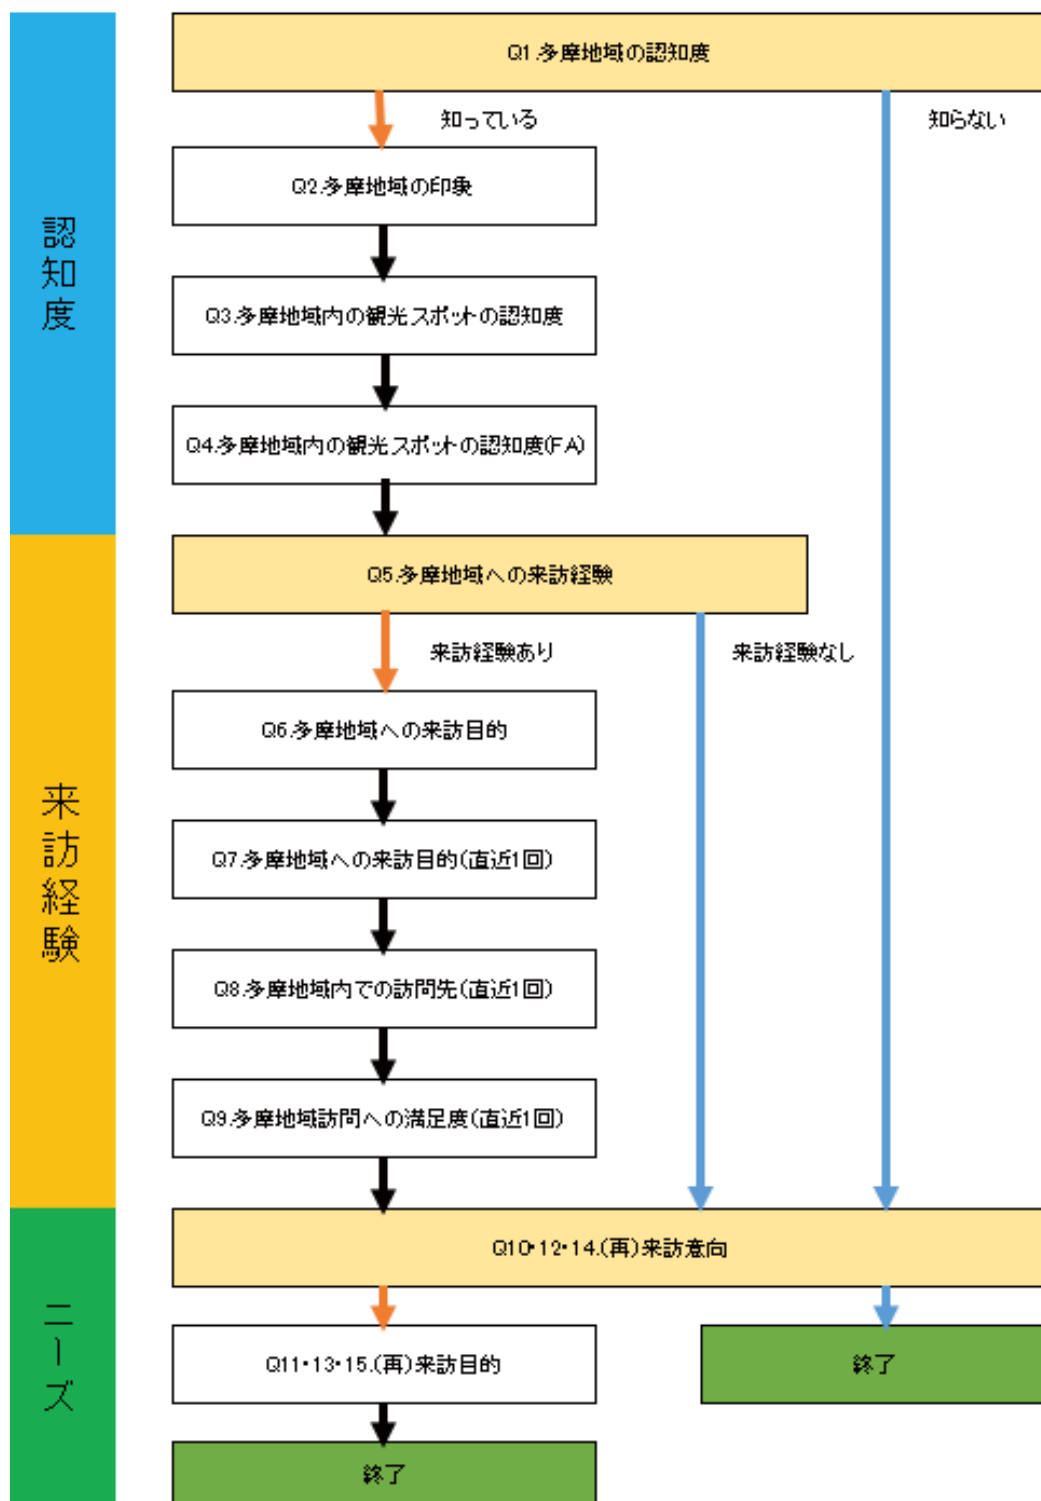 認知度
Q1.多摩地域の認知度
知っている
知らない
Q2.多摩地域の印象
Q3.多摩地域内の観光スポットの認知度
Q4.多摩地域内の観光スポットの認知度(FA)
来訪経験
Q5.多摩地域への来訪経験
来訪経験あり
来訪経験なし
Q6.多摩地域への来訪目的
Q7.多摩地域への来訪目的(直近1回)
Q8.多摩地域内での訪問先(直近1回)
Q9.多摩地域訪問への満足度(直近1回)
ニーズ
Q10・12・14.(再)来訪意向
Q11・13・15.(再)来訪目的
終了
終了